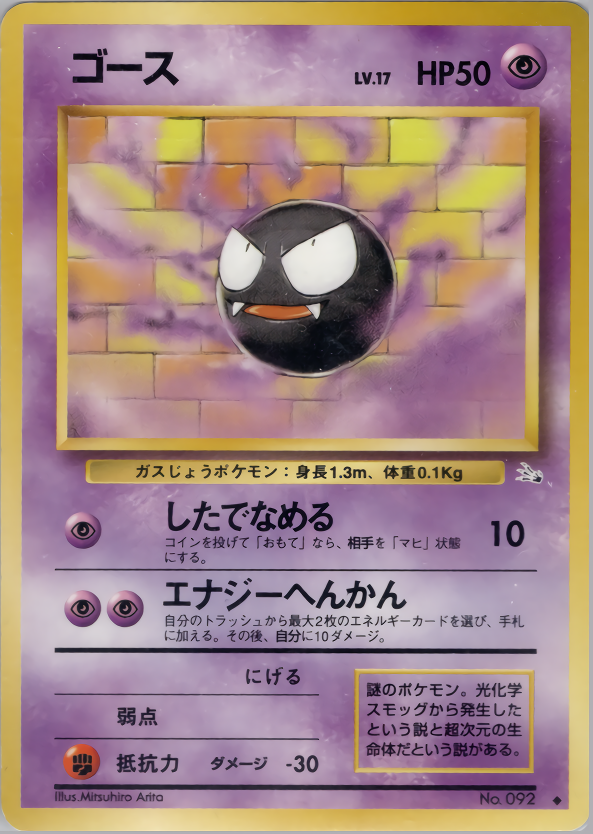 ゴース LV.17 HP50
ガスじょうポケモン：身長1.3m、体重0.1Kg
したでなめる 10
コインを投げて「おもて」なら、相手を「マヒ」状態
にする。
エナジーへんかん
自分のトラッシュから最大2枚のエネルギーカードを選び、手札
に加える。その後、自分に10ダメージ。
にげる
弱点
抵抗力 ダメージ -30
謎のポケモン。光化学
スモッグから発生した
という説と超次元の生
命体だという説がある。
Illus.Mitsuhiro Arita No. 092